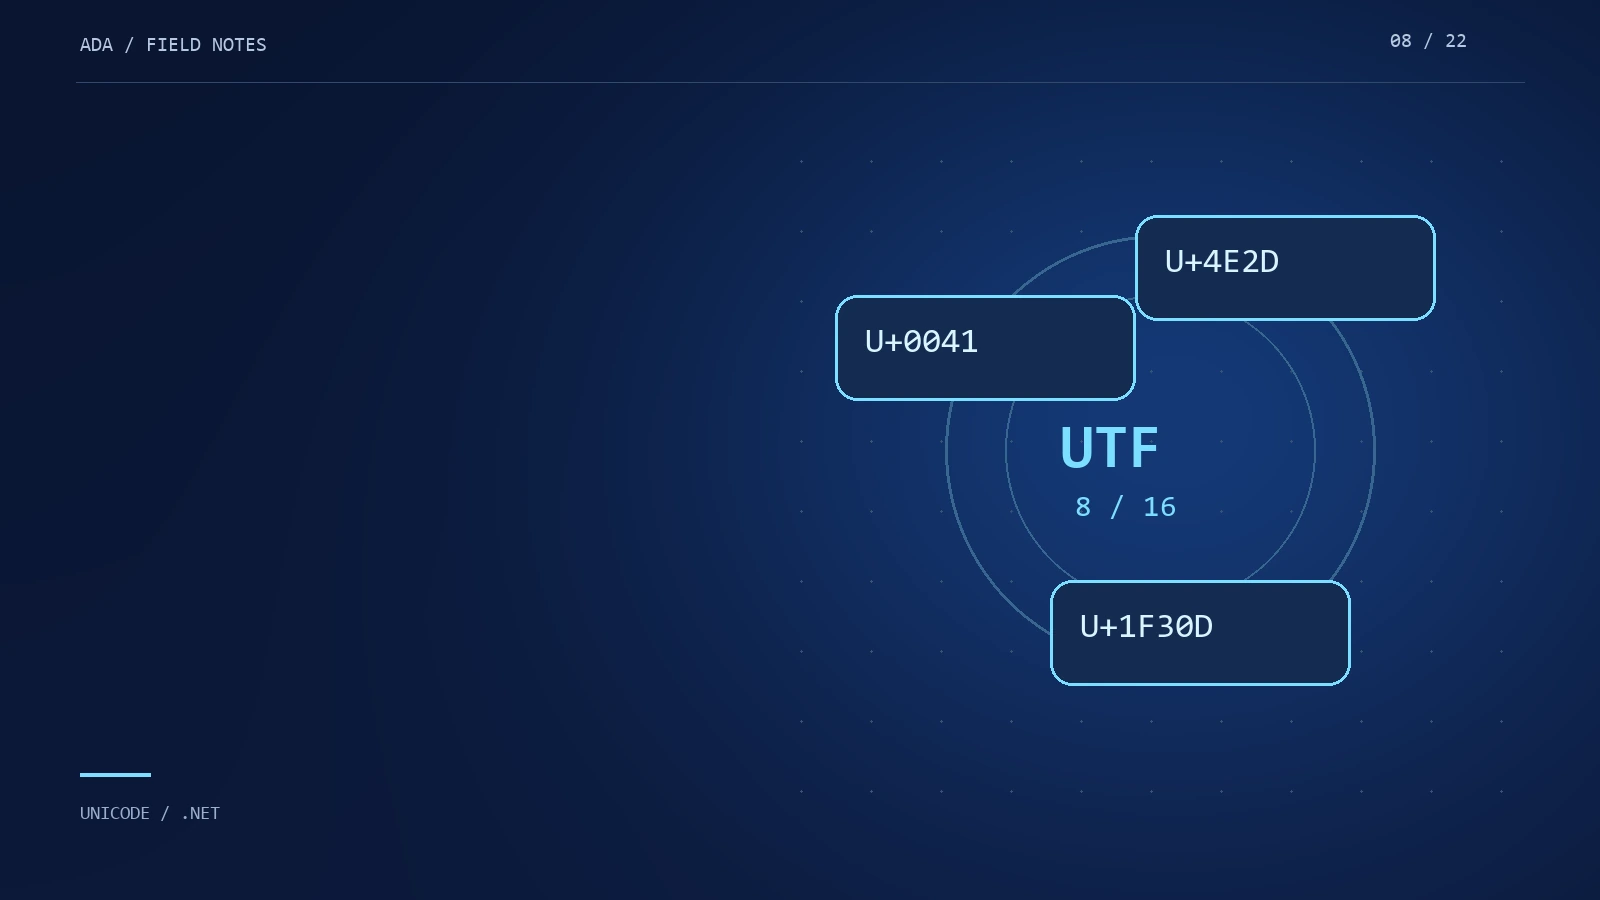 ADA / FIELD NOTES
08 / 22
U+4E2D
U+0041
UTF
8 / 16
U+1F30D
UNICODE / .NET